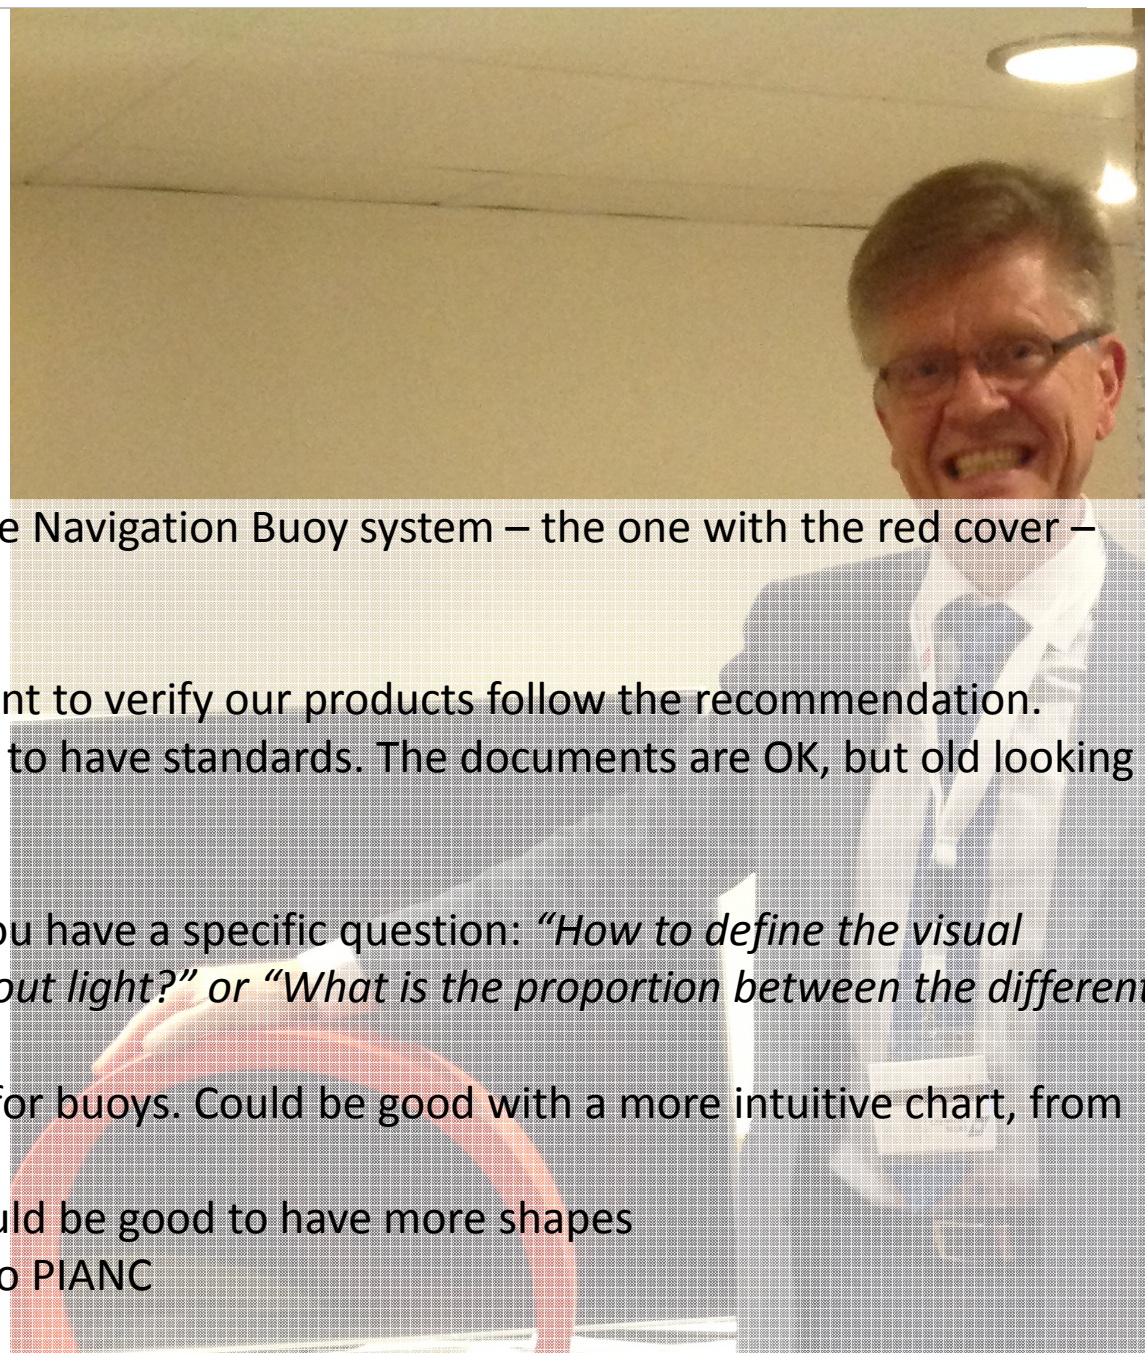 e Navigation Buoy system – the one with the red cover –
nt to verify our products follow the recommendation.
to have standards. The documents are OK, but old looking
ou have a specific question: “How to define the visual
out light?” or “What is the proportion between the different
for buoys. Could be good with a more intuitive chart, from
uld be good to have more shapes
o PIANC